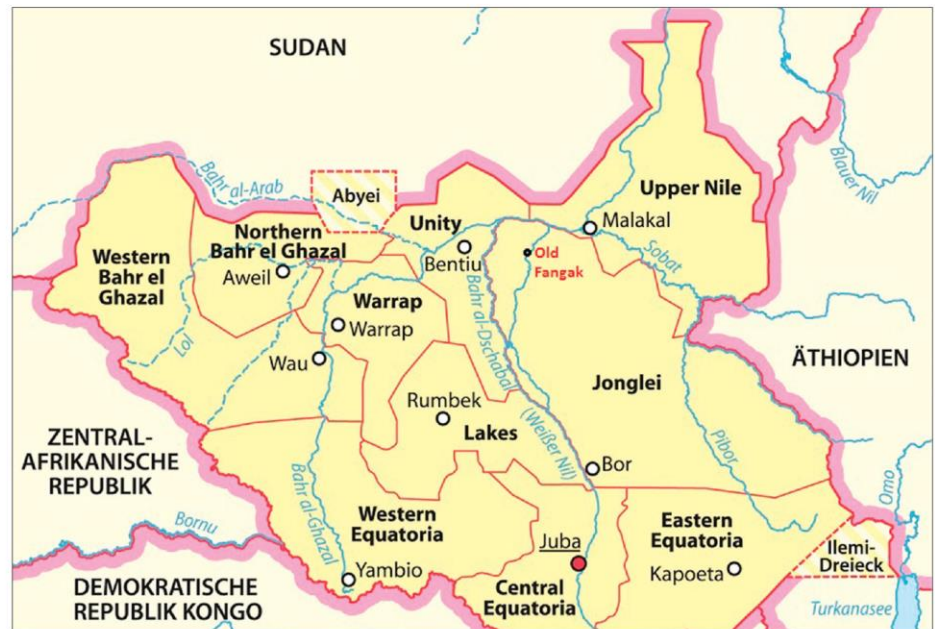 SUDAN
Bahr al-Arab
Abyei
Unity
Upper Nile
Blauer Nil
Malakal
Northern
Bahr el Ghazal
Western
Bahr el
Ghazal
Aweil
Bentiu
Old
Fangak
Sobat
Warrap
Warrap
Lol
Wau
Bahr al-Dschabal
(Weißer Nil)
ÄTHIOPIEN
Jonglei
Rumbek
Lakes
Pibor
ZENTRAL-
AFRIKANISCHE
REPUBLIK
Bor
Omo
Bahr al-Ghazal
Bornu
Western
Equatoria
Eastern
Equatoria
Juba
Ilemi-
Dreieck
Yambio
Kapoeta
Central
Equatoria
DEMOKRATISCHE
REPUBLIK KONGO
Turkanasee